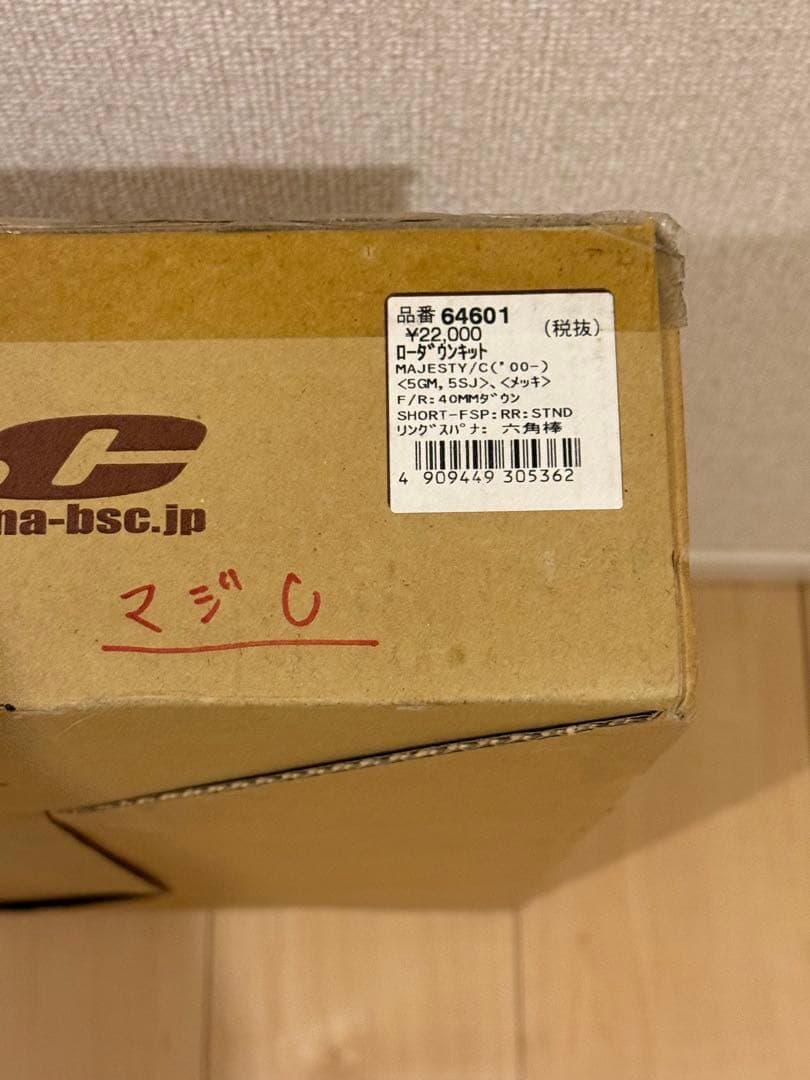 品番 64601
¥22,000 (税抜)
ローダウンキット
MAJESTY/C('00-)
<5GM,5SJ>、<メッキ>
F/R:40MMダウン
SHORT-FSP:RR:STND
リングスパナ: 六角棒
4 909449 305362
C
na-bsc.jp
マジC